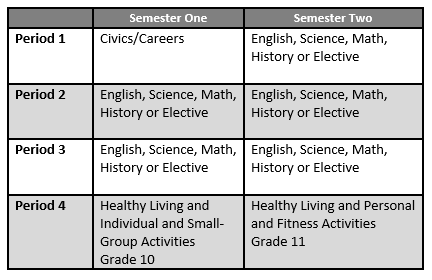 Semester One Semester Two
Period 1 Civics/Careers English, Science, Math,
History or Elective
Period 2 English, Science, Math, English, Science, Math,
History or Elective History or Elective
Period 3 English, Science, Math, English, Science, Math,
History or Elective History or Elective
Period 4 Healthy Living and Healthy Living and Personal
Individual and Small- and Fitness Activities
Group Activities Grade 11
Grade 10